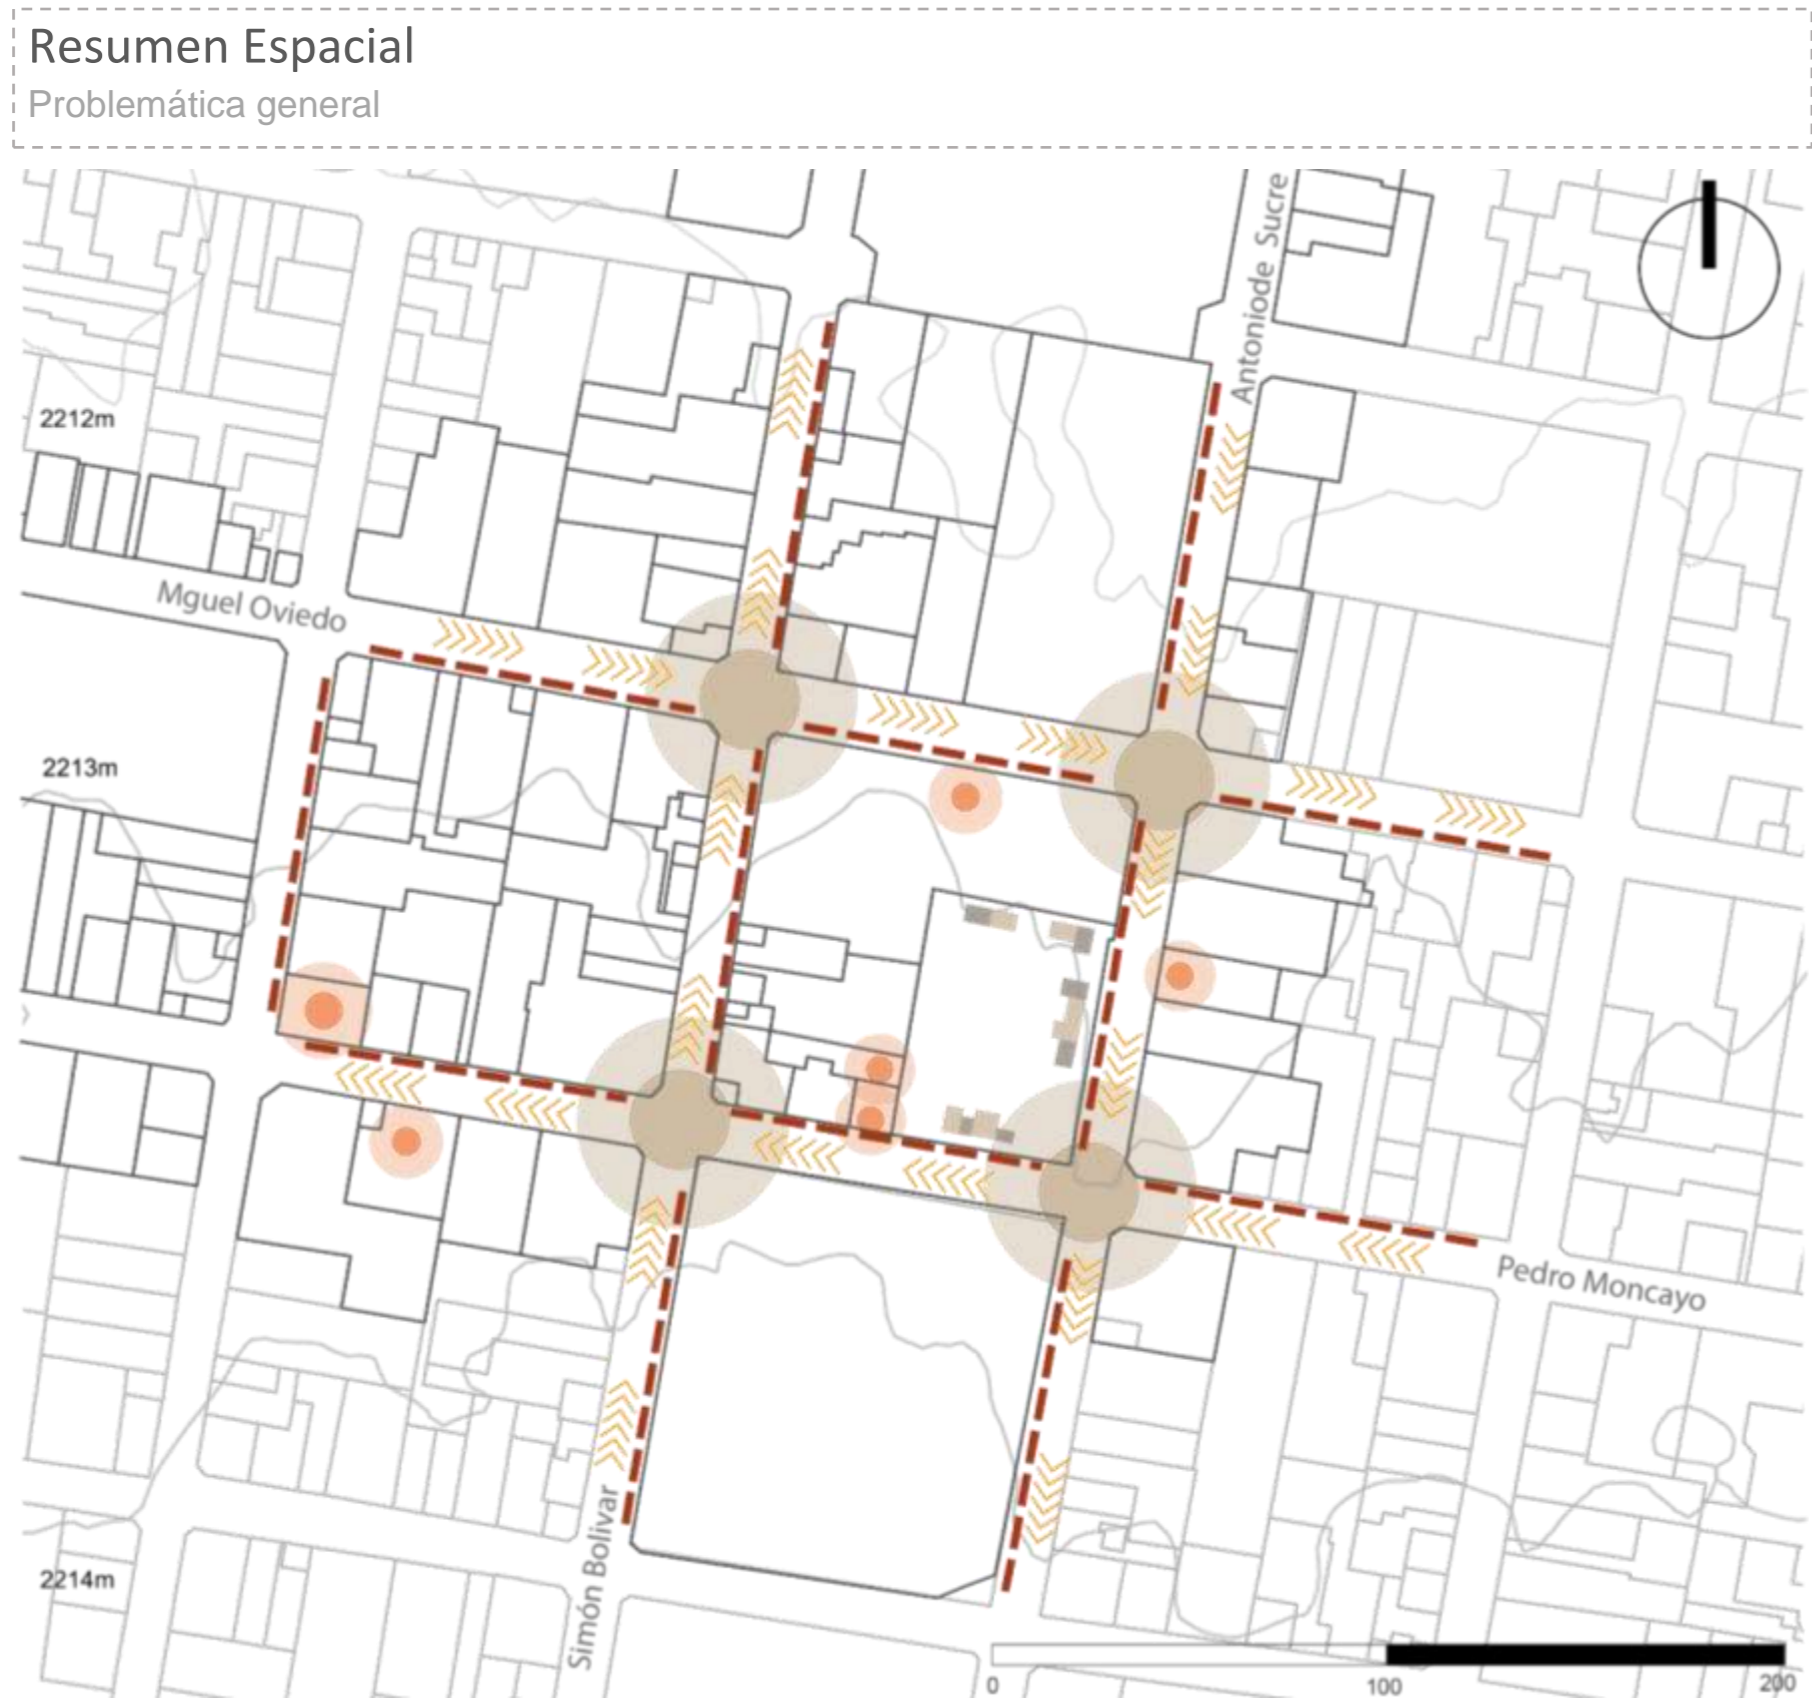 Resumen Espacial
Problemática general
Antoniode Sucre
2212m
Mguel Oviedo
2213m
Pedro Moncayo
Simón Bolivar
2214m
0 100 200